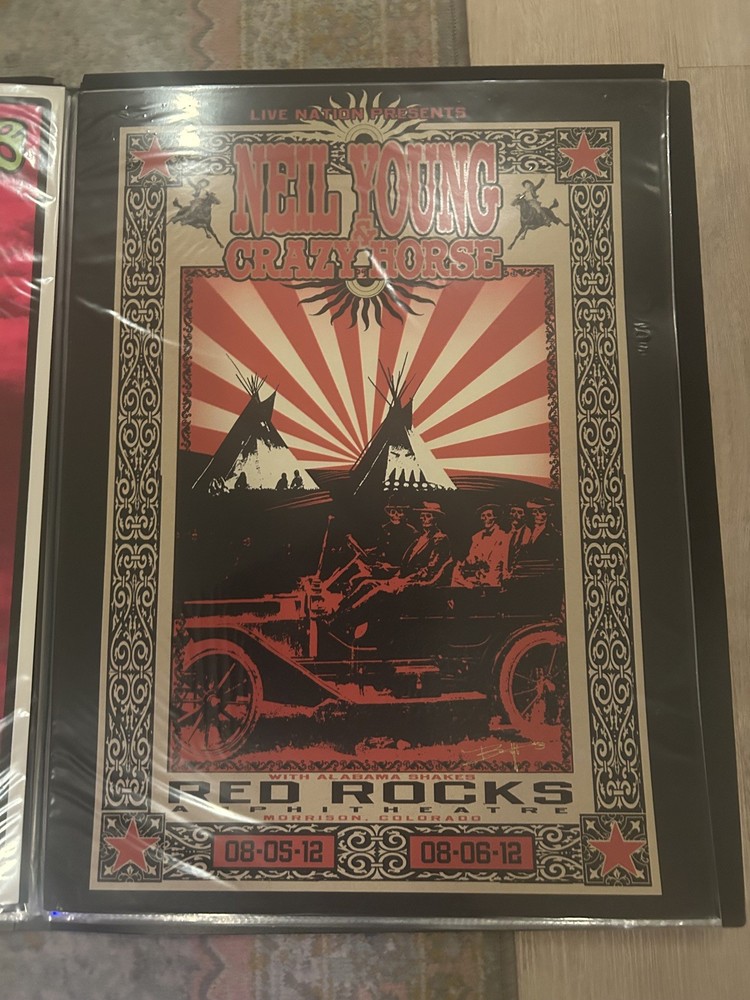 LIVE NATION PRESENTS
NEIL YOUNG
&
CRAZY HORSE
WITH ALABAMA SHAKES
RED ROCKS
AMPHITHEATRE
MORRISON, COLORADO
08-05-12 08-06-12